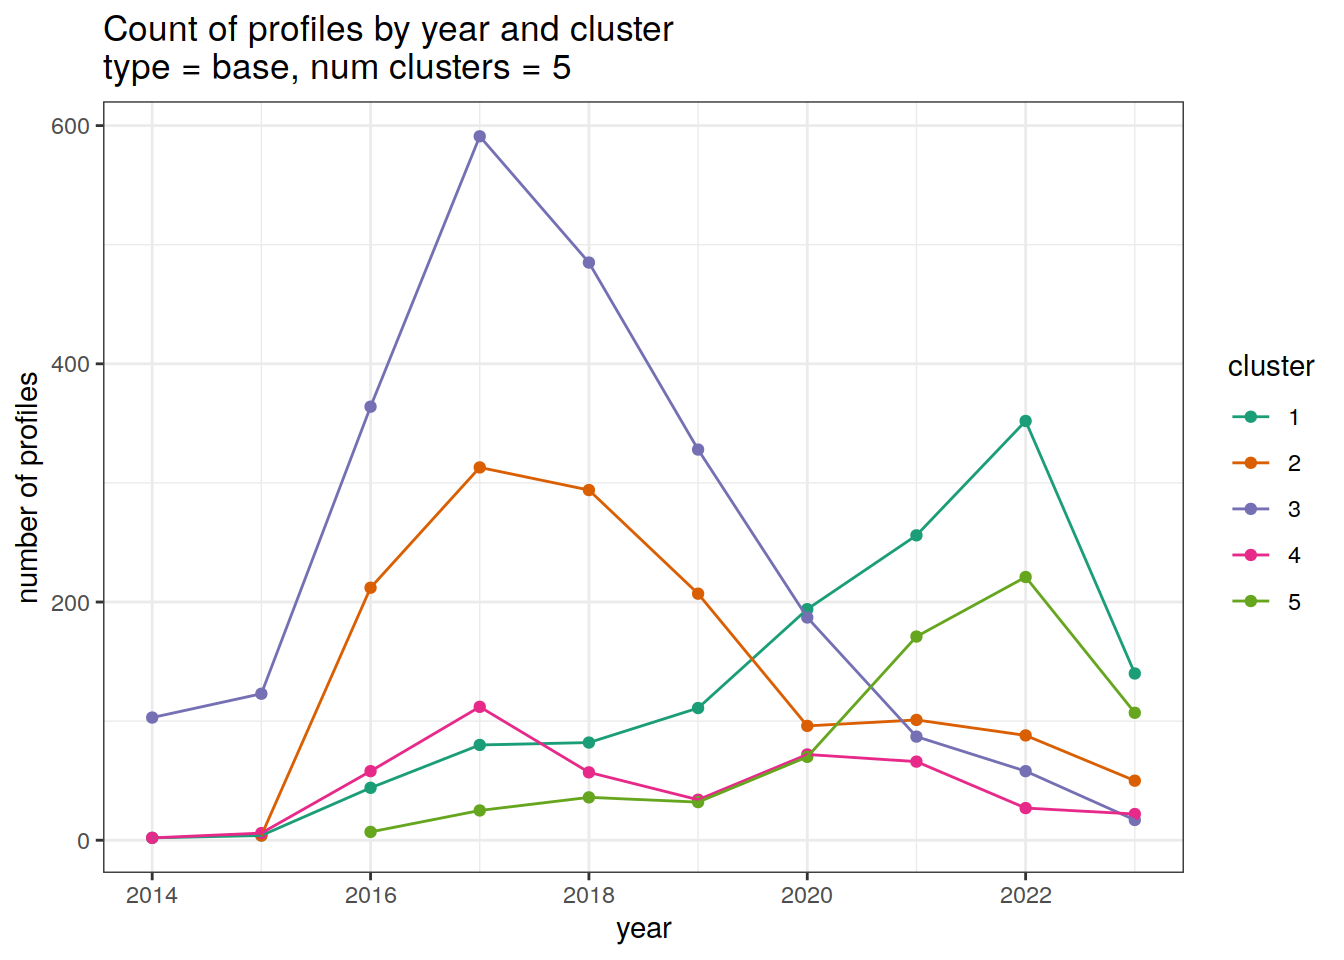 Count of profiles by year and cluster
type = base, num clusters = 5
600
400
200
0
number of profiles
2014 2016 2018 2020 2022
year
cluster
1
2
3
4
5